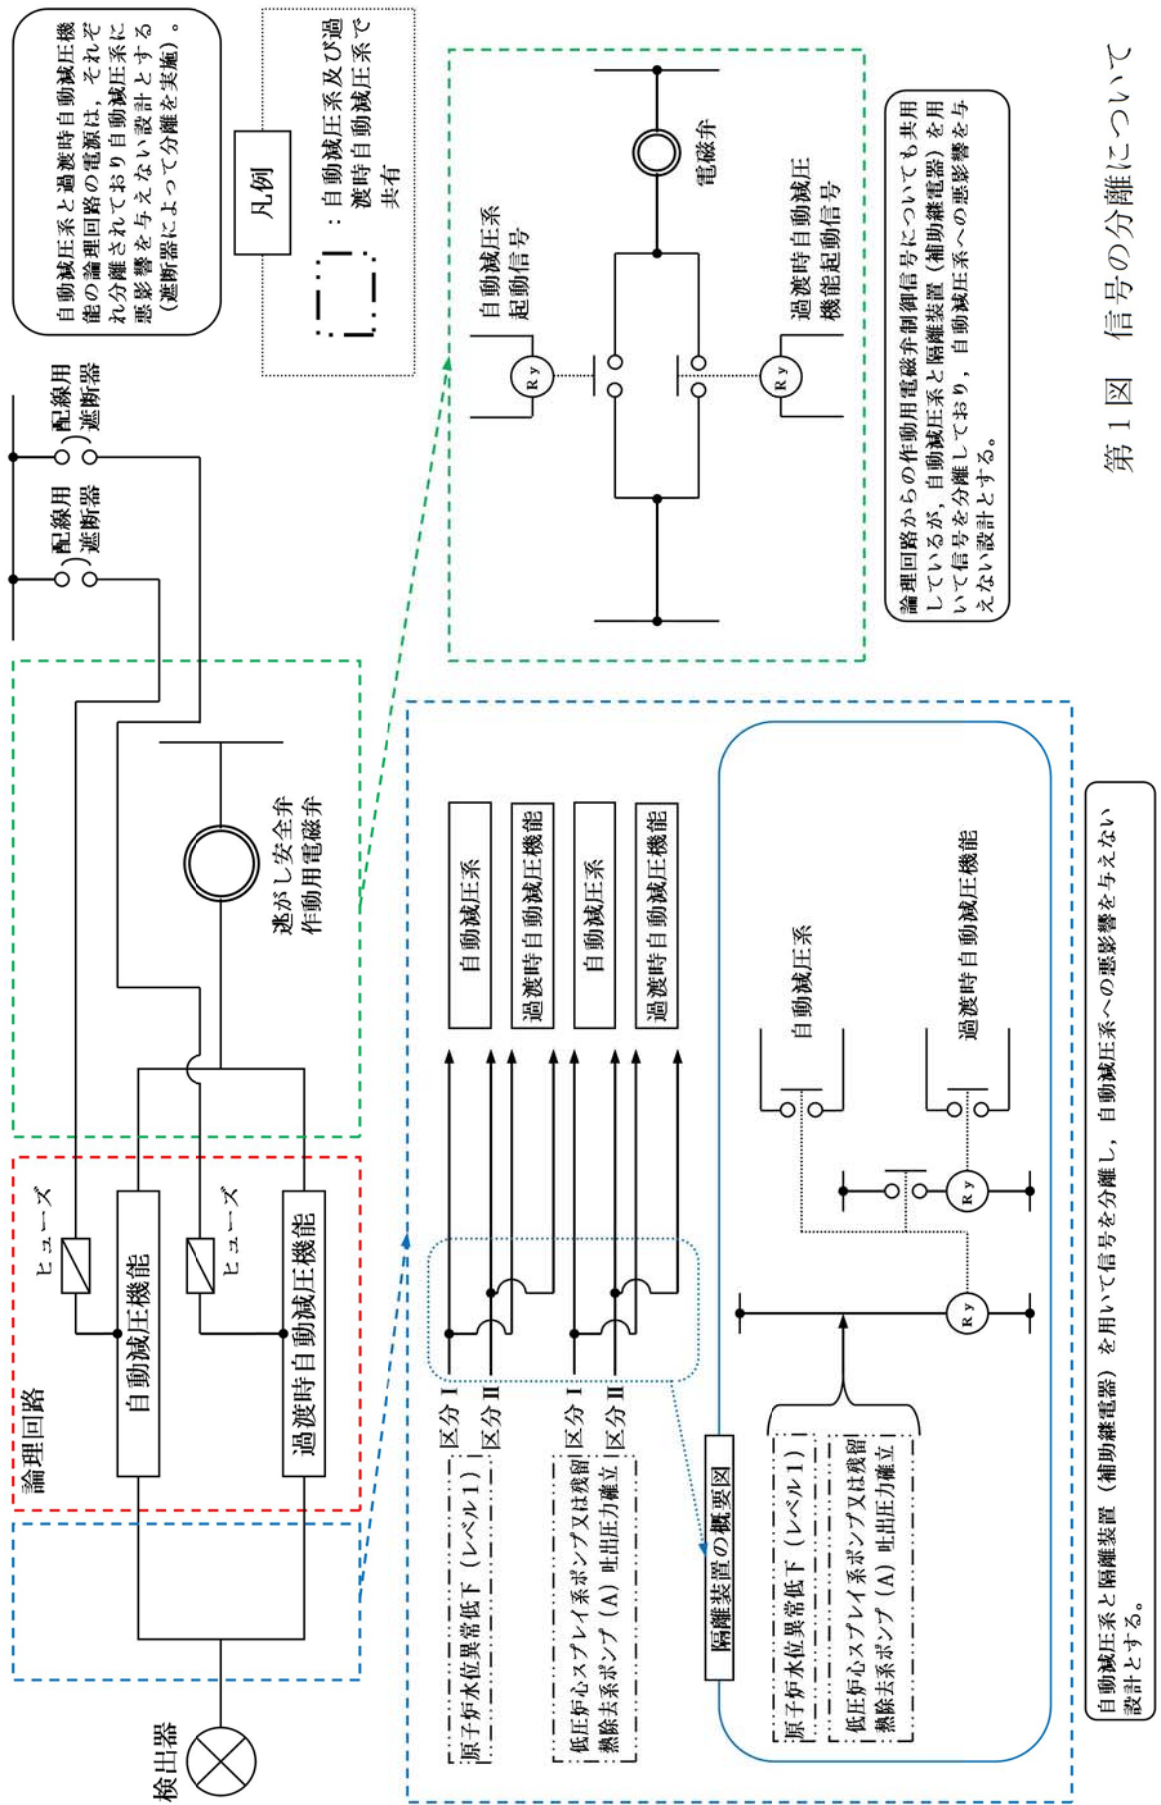 検出器
論理回路
ヒューズ
自動減圧機能
ヒューズ
過渡時自動減圧機能
逃がし安全弁
作動用電磁弁
配線用
遮断器
配線用
遮断器
自動減圧系と過渡時自動減圧機
能の論理回路の電源は，それぞ
れ分離されており自動減圧系に
悪影響を与えない設計とする
（遮断器によって分離を実施）。
凡例
：自動減圧系及び過
渡時自動減圧系で
共有
原子炉水位異常低下（レベル１）
区分Ⅰ
区分Ⅱ
低圧炉心スプレイ系ポンプ又は残留
熱除去系ポンプ（A）吐出圧力確立
区分Ⅰ
区分Ⅱ
自動減圧系
過渡時自動減圧機能
自動減圧系
過渡時自動減圧機能
隔離装置の概要図
原子炉水位異常低下（レベル１）
低圧炉心スプレイ系ポンプ又は残留
熱除去系ポンプ（A）吐出圧力確立
Ry
Ry
自動減圧系
過渡時自動減圧機能
自動減圧系と隔離装置（補助継電器）を用いて信号を分離し，自動減圧系への悪影響を与えない
設計とする。
自動減圧系
起動信号
Ry
Ry
過渡時自動減圧
機能起動信号
電磁弁
論理回路からの作動用電磁弁制御信号についても共用
しているが，自動減圧系と隔離装置（補助継電器）を用
いて信号を分離しており，自動減圧系への悪影響を与
えない設計とする。
第１図　信号の分離について